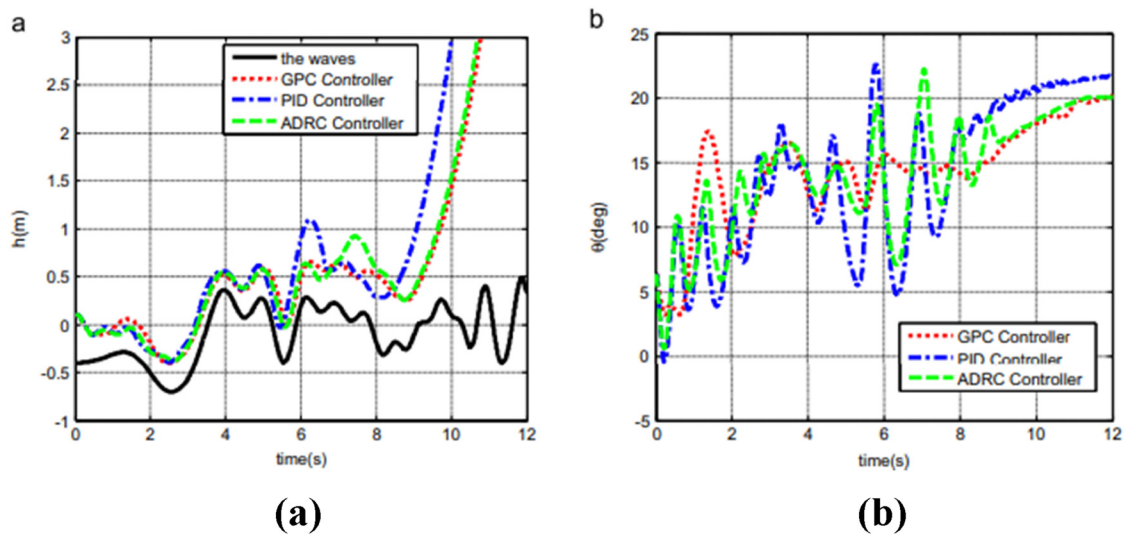 a
3
2.5
2
1.5
1
0.5
0
-0.5
-1
0 2 4 6 8 10 12
h(m)
time(s)
the waves
GPC Controller
PID Controller
ADRC Controller
(a)
b
25
20
15
10
5
0
-5
0 2 4 6 8 10 12
θ(deg)
time(s)
GPC Controller
PID Controller
ADRC Controller
(b)